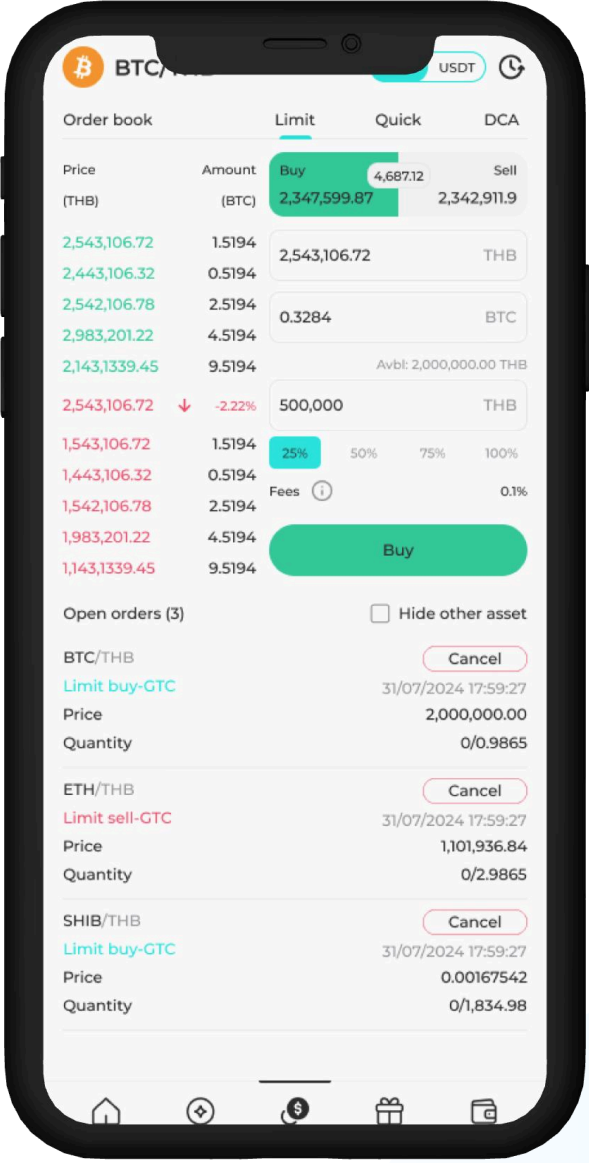 BTC/THB USDT
Order book Limit Quick DCA
Price Amount
(THB) (BTC)
Buy 4,687.12 Sell
2,347,599.87 2,342,911.9
2,543,106.72 1.5194
2,443,106.32 0.5194
2,542,106.78 2.5194
2,983,201.22 4.5194
2,143,1339.45 9.5194
2,543,106.72 -2.22%
1,543,106.72 1.5194
1,443,106.32 0.5194
1,542,106.78 2.5194
1,983,201.22 4.5194
1,143,1339.45 9.5194
2,543,106.72 THB
0.3284 BTC
Avbl: 2,000,000.00 THB
500,000 THB
25% 50% 75% 100%
Fees 0.1%
Buy
Open orders (3) Hide other asset
BTC/THB Cancel
Limit buy-GTC 31/07/2024 17:59:27
Price 2,000,000.00
Quantity 0/0.9865
ETH/THB Cancel
Limit sell-GTC 31/07/2024 17:59:27
Price 1,101,936.84
Quantity 0/2.9865
SHIB/THB Cancel
Limit buy-GTC 31/07/2024 17:59:27
Price 0.00167542
Quantity 0/1,834.98